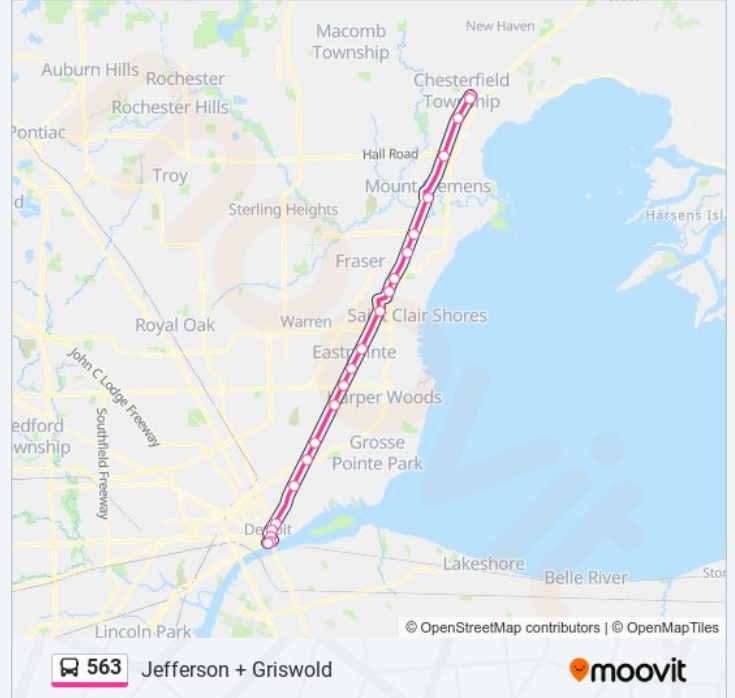 Macomb
Township
New Haven
Auburn Hills
Rochester
Chesterfield
Township
Rochester Hills
Pontiac
Hall Road
Troy
Mount Clemens
d
Sterling Heights
Harsens Isl
Fraser
Royal Oak
Warren
Saint Clair Shores
Eastpointe
John C Lodge Freeway
Harper Woods
edford
wnship
Southfield Freeway
Grosse
Pointe Park
Detroit
Lakeshore
Belle River
Ston
Lincoln Park
© OpenStreetMap contributors | © OpenMapTiles
563 Jefferson + Griswold
moovit
moovit